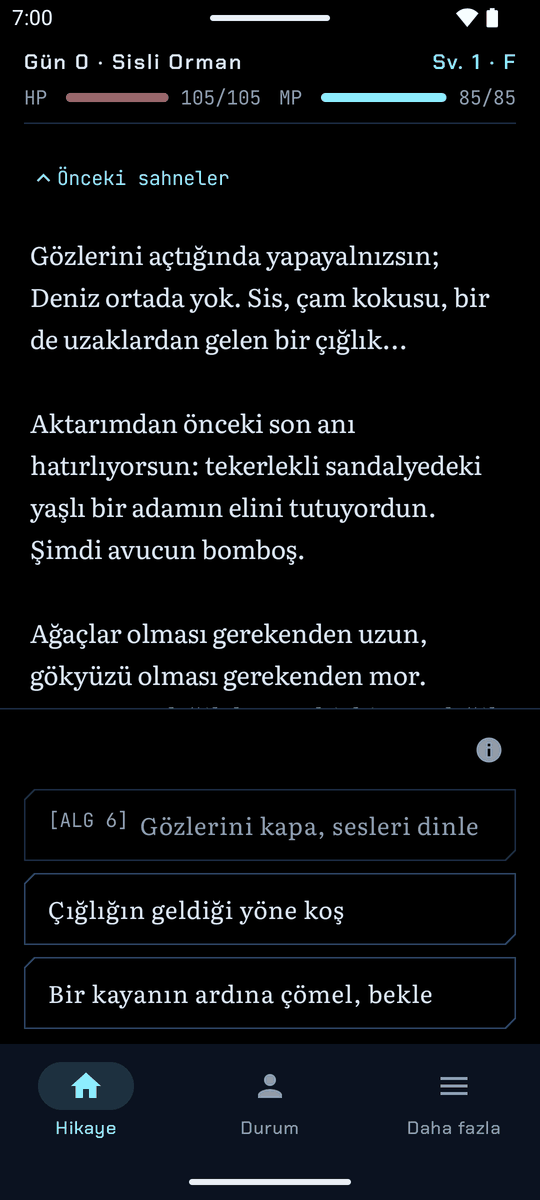 7:00
Gün 0 · Sisli Orman
Sv. 1 · F
HP 105/105 MP 85/85
Önceki sahneler
Gözlerini açtığında yapayalnızsın;
Deniz ortada yok. Sis, çam kokusu, bir
de uzaklardan gelen bir çığlık...
Aktarımdan önceki son anı
hatırlıyorsun: tekerlekli sandalyedeki
yaşlı bir adamın elini tutuyordun.
Şimdi avucun bomboş.
Ağaçlar olması gerekenden uzun,
gökyüzü olması gerekenden mor.
[ALG 6] Gözlerini kapa, sesleri dinle
Çığlığın geldiği yöne koş
Bir kayanın ardına çömel, bekle
Hikaye
Durum
Daha fazla